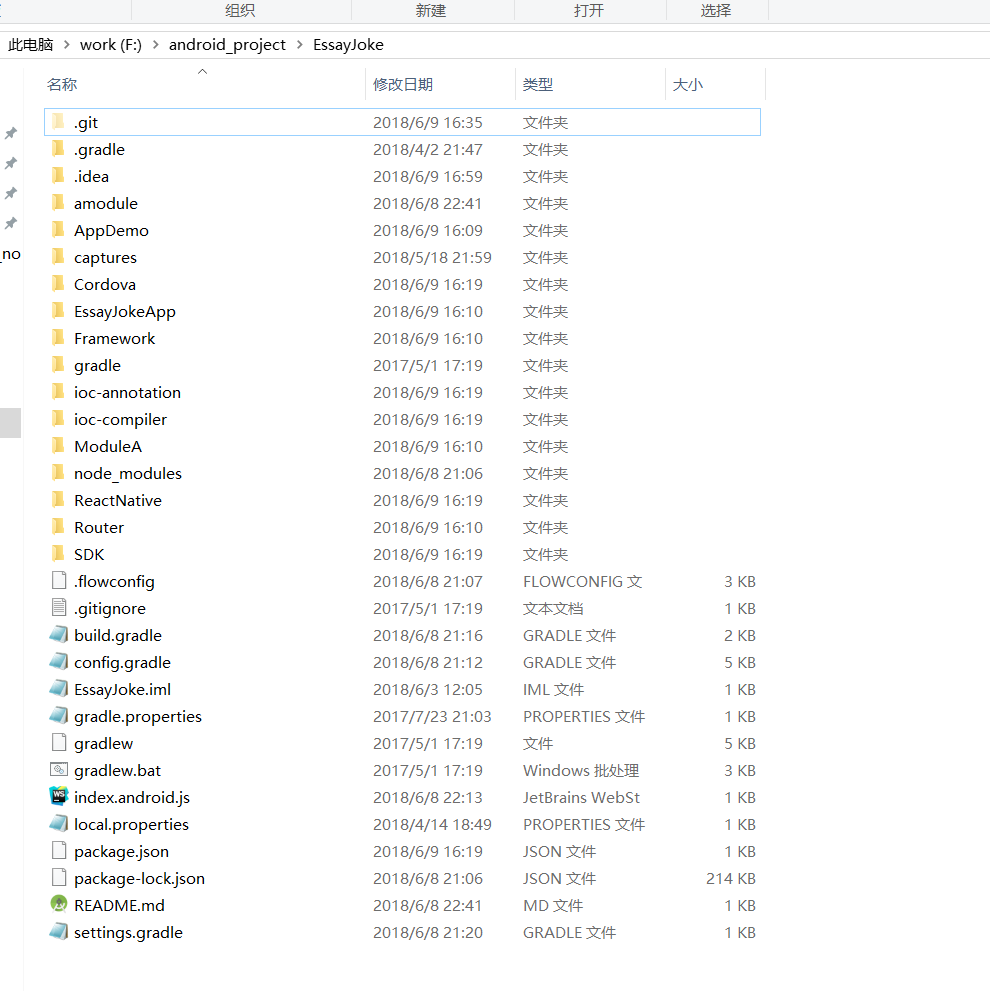 组织 新建 打开 选择
此电脑 > work (F:) > android_project > EssayJoke
名称 修改日期 类型 大小
.git 2018/6/9 16:35 文件夹
.gradle 2018/4/2 21:47 文件夹
.idea 2018/6/9 16:59 文件夹
amodule 2018/6/8 22:41 文件夹
AppDemo 2018/6/9 16:09 文件夹
_no captures 2018/5/18 21:59 文件夹
Cordova 2018/6/9 16:19 文件夹
EssayJokeApp 2018/6/9 16:10 文件夹
Framework 2018/6/9 16:10 文件夹
gradle 2017/5/1 17:19 文件夹
ioc-annotation 2018/6/9 16:19 文件夹
ioc-compiler 2018/6/9 16:19 文件夹
ModuleA 2018/6/9 16:10 文件夹
node_modules 2018/6/8 21:06 文件夹
ReactNative 2018/6/9 16:19 文件夹
Router 2018/6/9 16:10 文件夹
SDK 2018/6/9 16:19 文件夹
.flowconfig 2018/6/8 21:07 FLOWCONFIG 文 3 KB
.gitignore 2017/5/1 17:19 文本文档 1 KB
build.gradle 2018/6/8 21:16 GRADLE 文件 2 KB
config.gradle 2018/6/8 21:12 GRADLE 文件 5 KB
EssayJoke.iml 2018/6/3 12:05 IML 文件 1 KB
gradle.properties 2017/7/23 21:03 PROPERTIES 文件 1 KB
gradlew 2017/5/1 17:19 文件 5 KB
gradlew.bat 2017/5/1 17:19 Windows 批处理 3 KB
WS index.android.js 2018/6/8 22:13 JetBrains WebSt 1 KB
local.properties 2018/4/14 18:49 PROPERTIES 文件 1 KB
package.json 2018/6/9 16:19 JSON 文件 1 KB
package-lock.json 2018/6/8 21:06 JSON 文件 214 KB
README.md 2018/6/8 22:41 MD 文件 1 KB
settings.gradle 2018/6/8 21:20 GRADLE 文件 1 KB